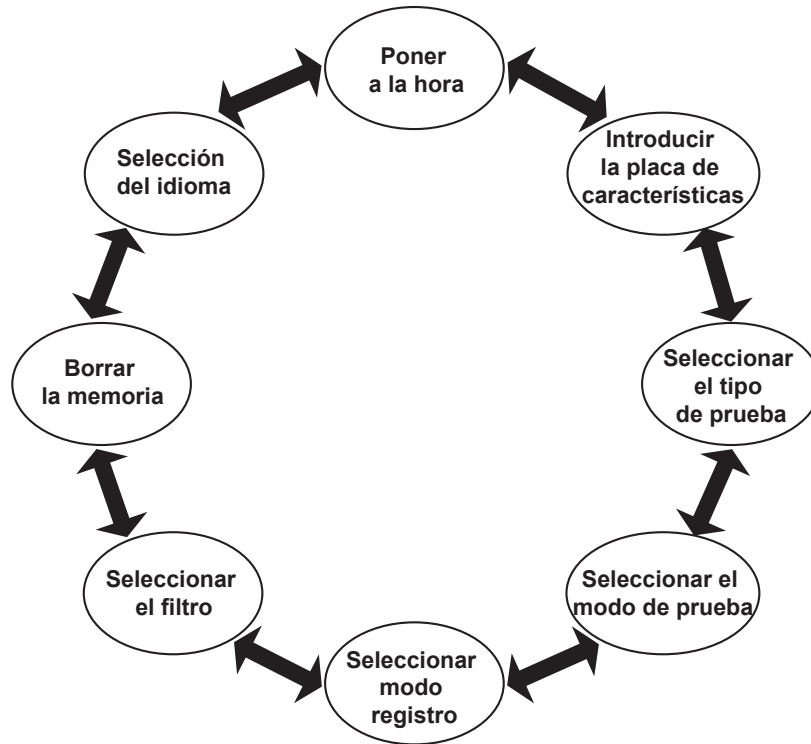 Poner
a la hora
Introducir
la placa de
característícas
Seleccionar
el tipo
de prueba
Seleccionar el
modo de prueba
Seleccionar
modo
registro
Seleccionar
el filtro
Borrar
la memoria
Selección
del idioma